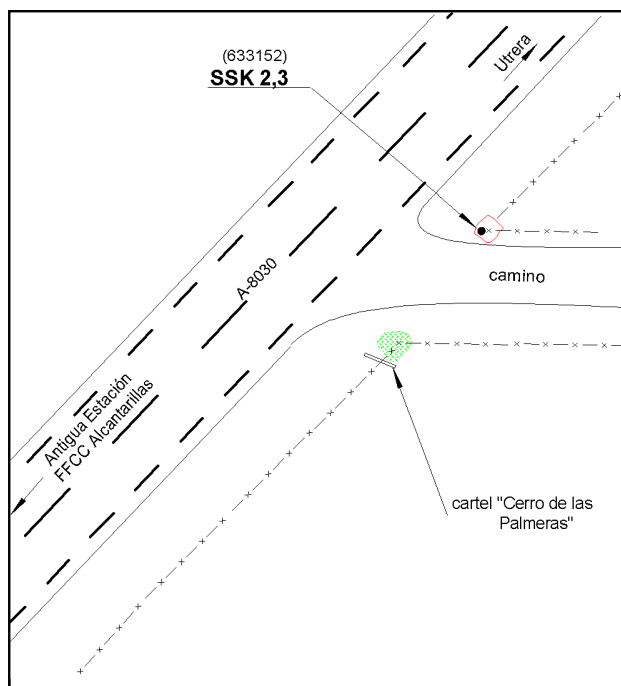 (633152)
SSK 2,3
Utrera
A-8030
camino
Antigua Estación
FFCC Alcantarillas
cartel "Cerro de las
Palmeras"